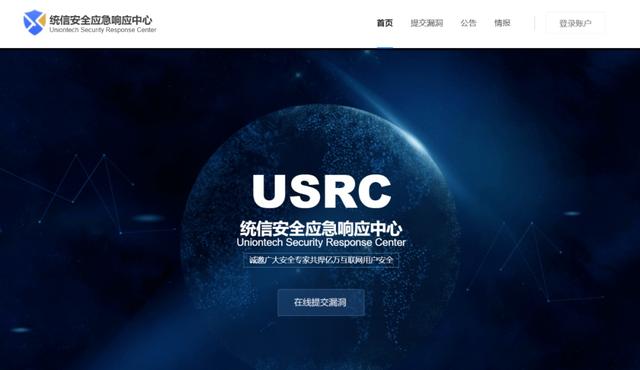 统信安全应急响应中心
Uniontech Security Response Center
首页 提交漏洞 公告 情报 登录账户
USRC
统信安全应急响应中心
Uniontech Security Response Center
诚邀广大安全专家共捍亿万互联网用户安全
在线提交漏洞